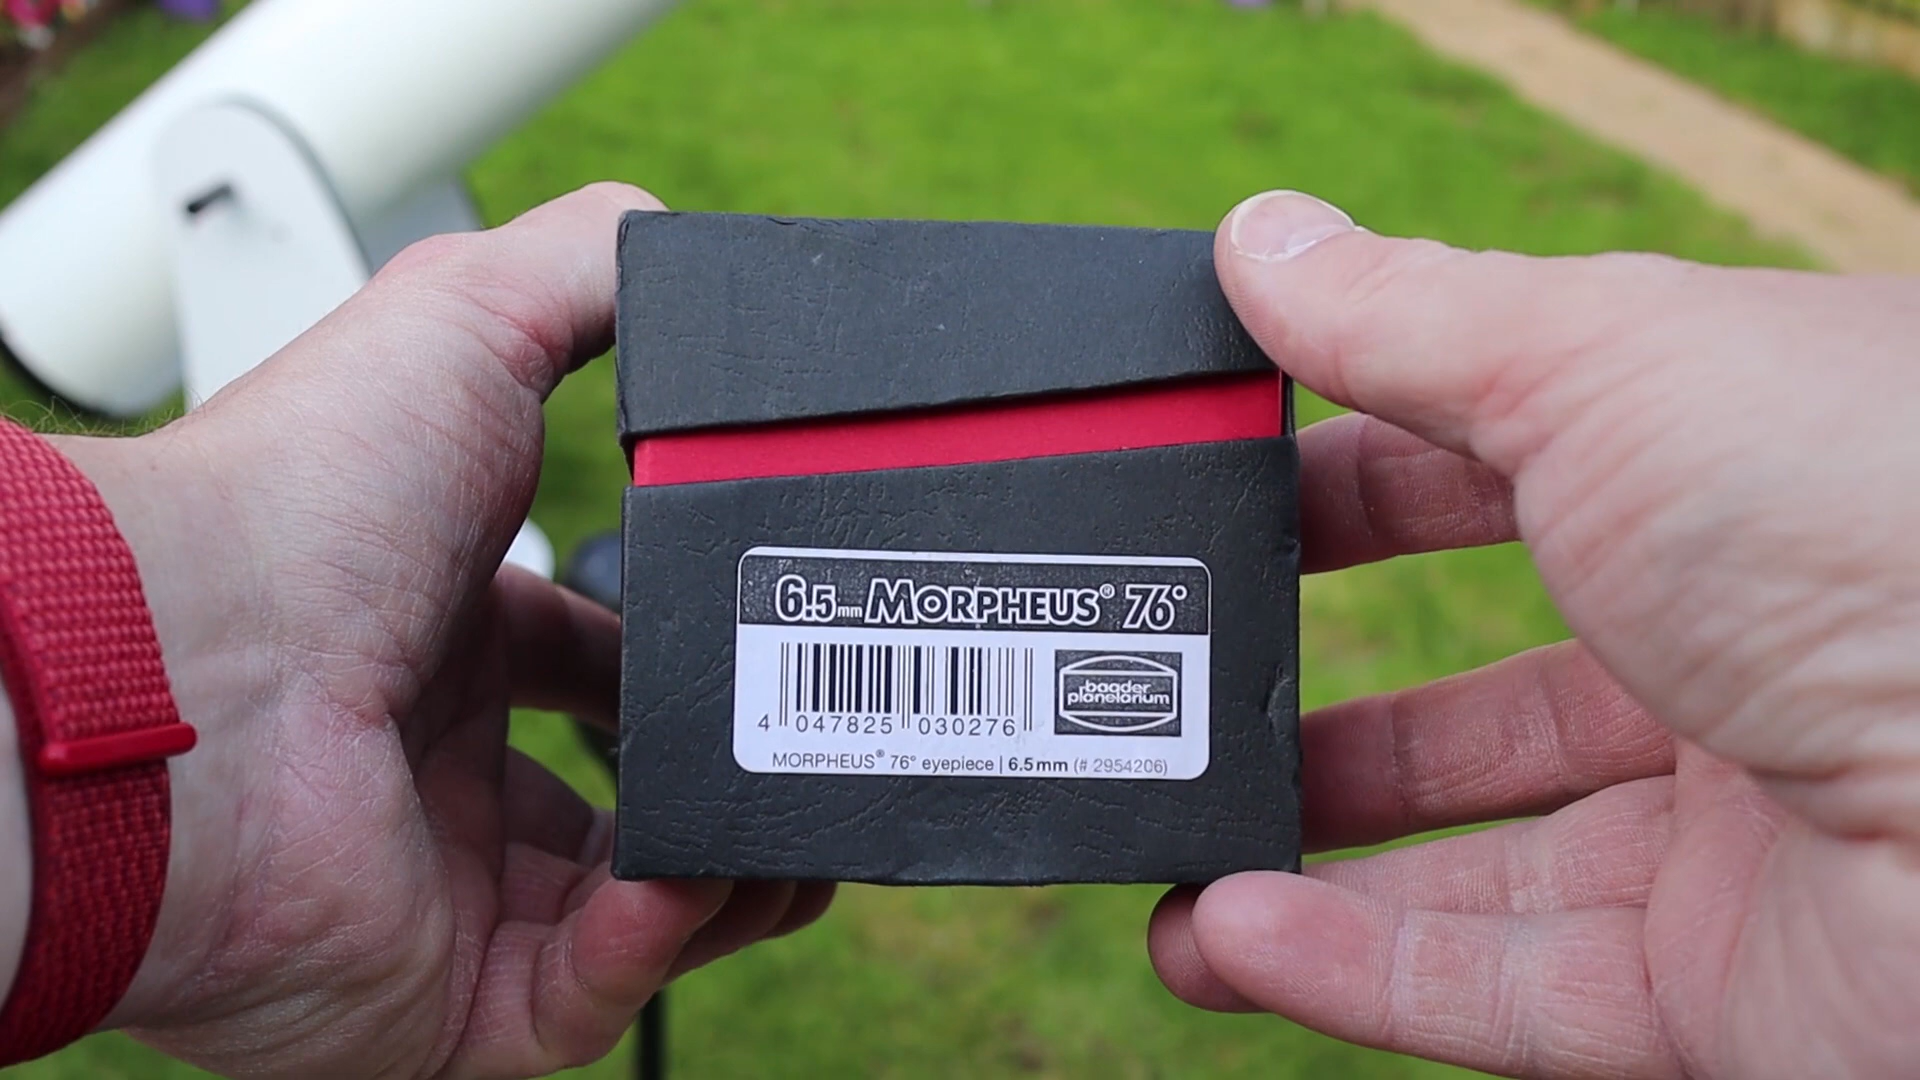 6.5mm MORPHEUS® 76°
baader
planetarium
4 047825 030276
MORPHEUS® 76° eyepiece | 6.5mm (# 2954206)